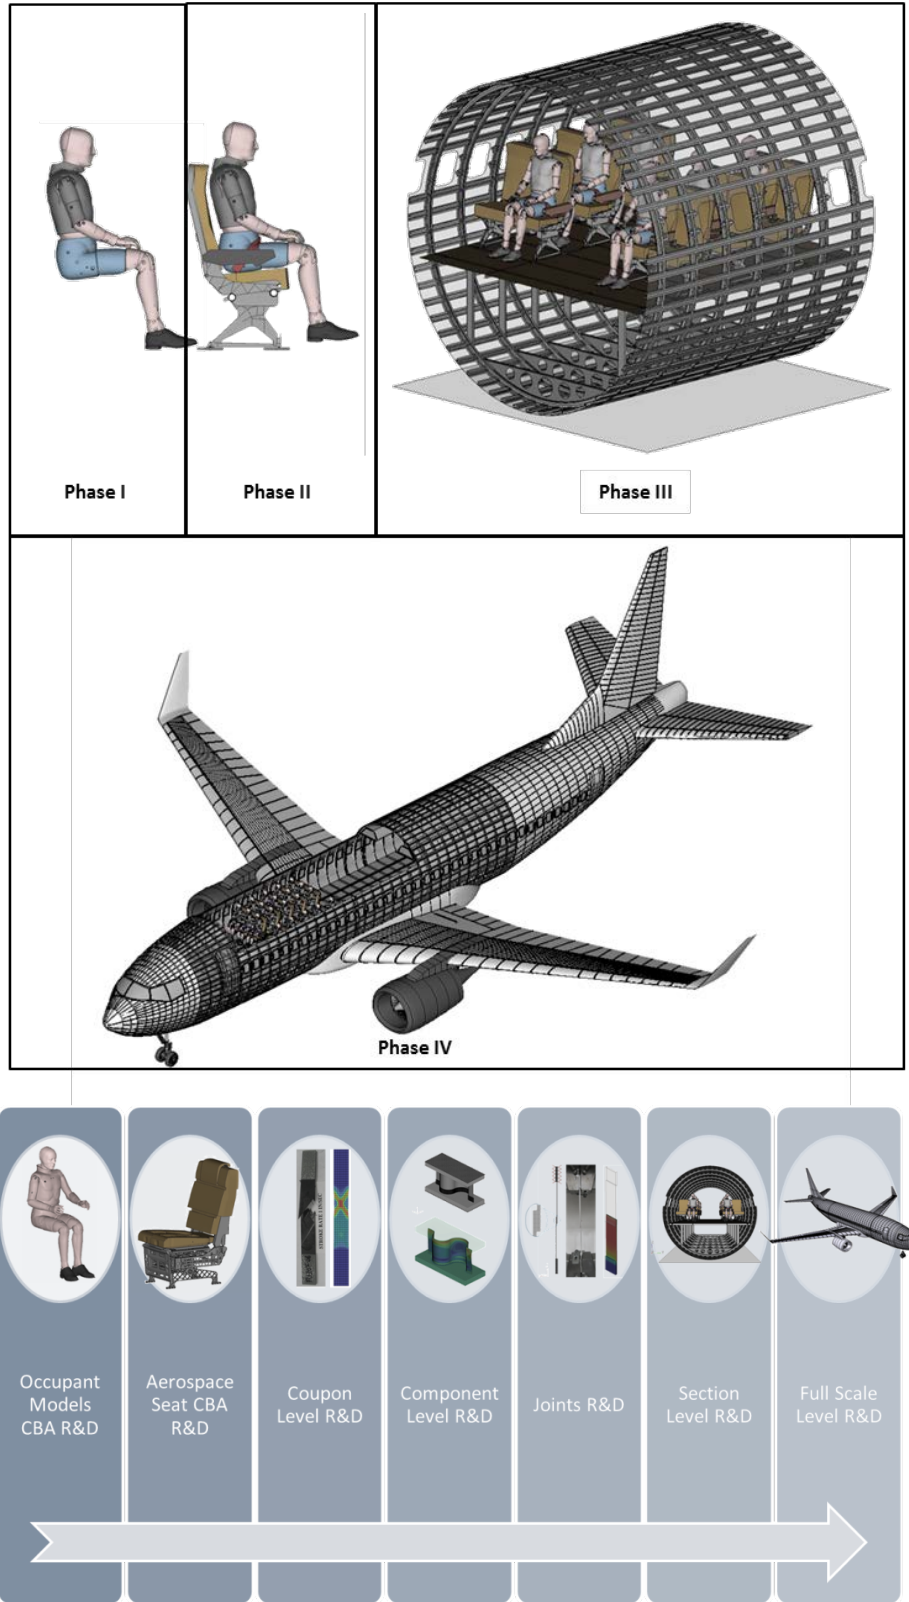 Phase I
Phase II
Phase III
Phase IV
Occupant
Models
CBA R&D
Aerospace
Seat CBA
R&D
Coupon
Level R&D
Component
Level R&D
Joints R&D
Section
Level R&D
Full Scale
Level R&D